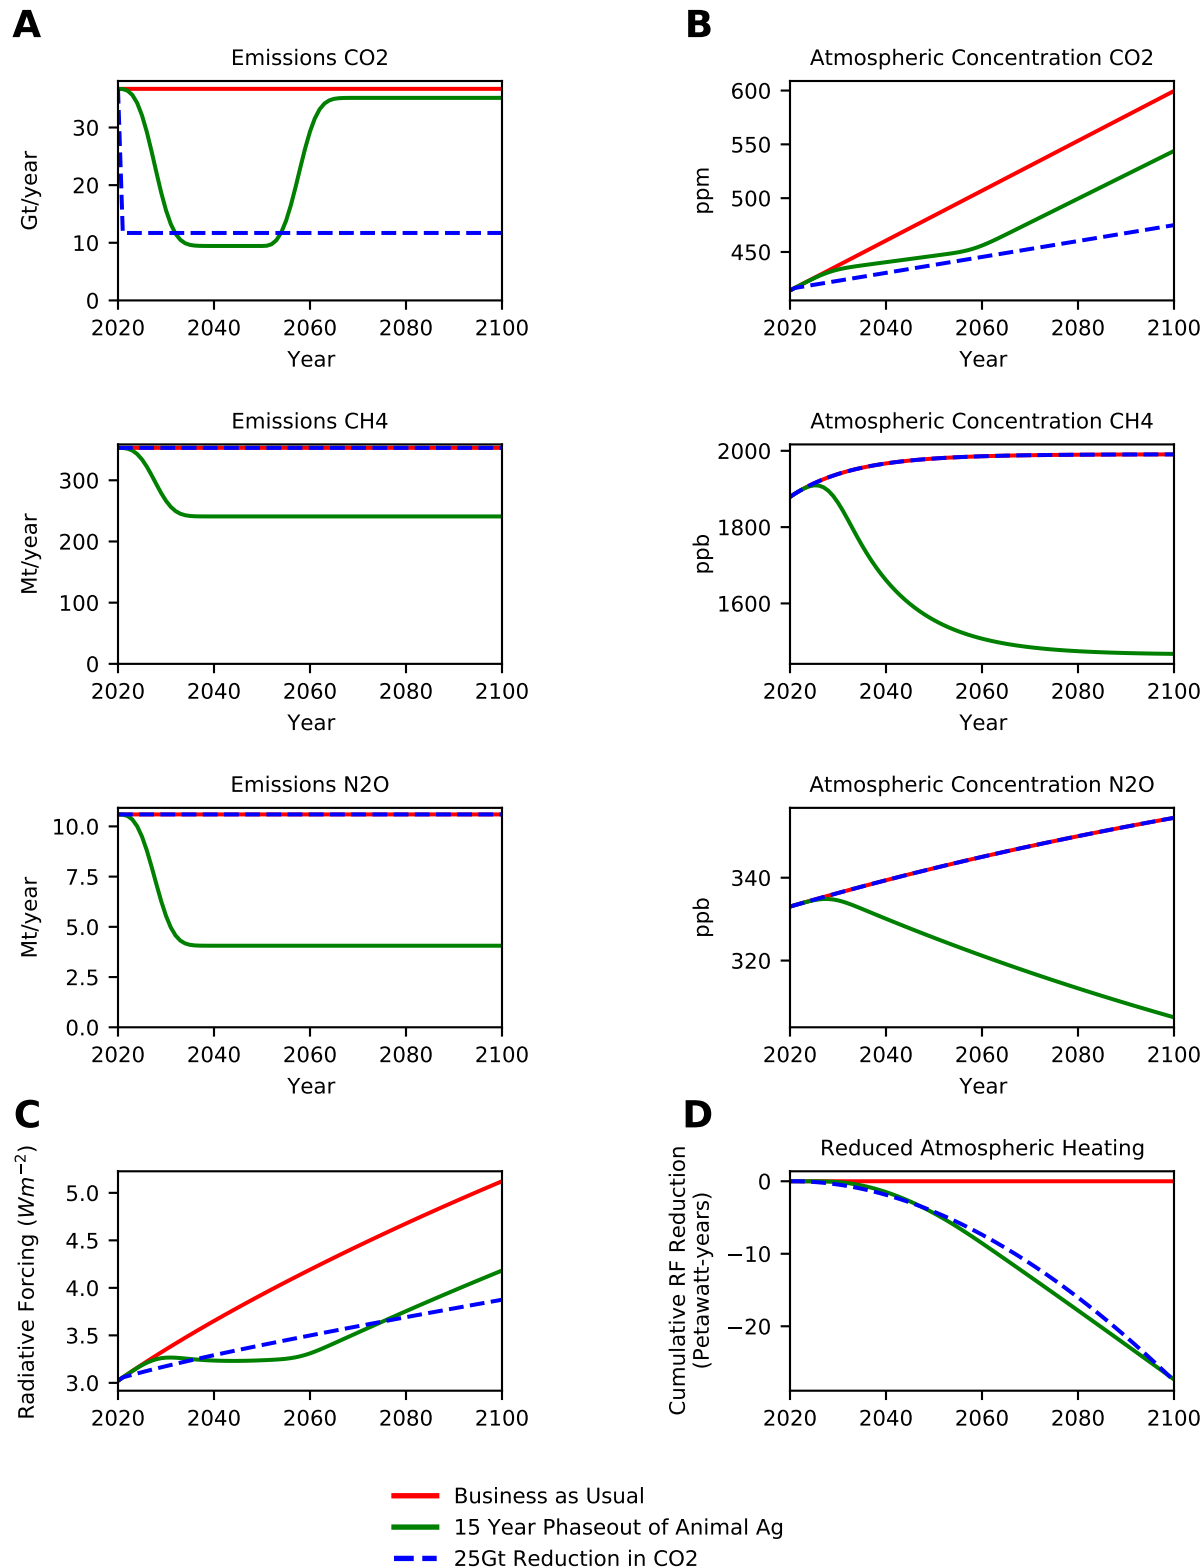 A
B
Emissions CO2
Gt/year
30
20
10
0
2020 2040 2060 2080 2100
Year
Atmospheric Concentration CO2
ppm
600
550
500
450
2020 2040 2060 2080 2100
Year
Emissions CH4
Mt/year
300
200
100
0
2020 2040 2060 2080 2100
Year
Atmospheric Concentration CH4
ppb
2000
1800
1600
2020 2040 2060 2080 2100
Year
Emissions N2O
Mt/year
10.0
7.5
5.0
2.5
0.0
2020 2040 2060 2080 2100
Year
Atmospheric Concentration N2O
ppb
340
320
2020 2040 2060 2080 2100
Year
C
Radiative Forcing (Wm⁻²)
5.0
4.5
4.0
3.5
3.0
2020 2040 2060 2080 2100
D
Reduced Atmospheric Heating
Cumulative RF Reduction
(Petawatt-years)
0
−10
−20
2020 2040 2060 2080 2100
Business as Usual
15 Year Phaseout of Animal Ag
25Gt Reduction in CO2